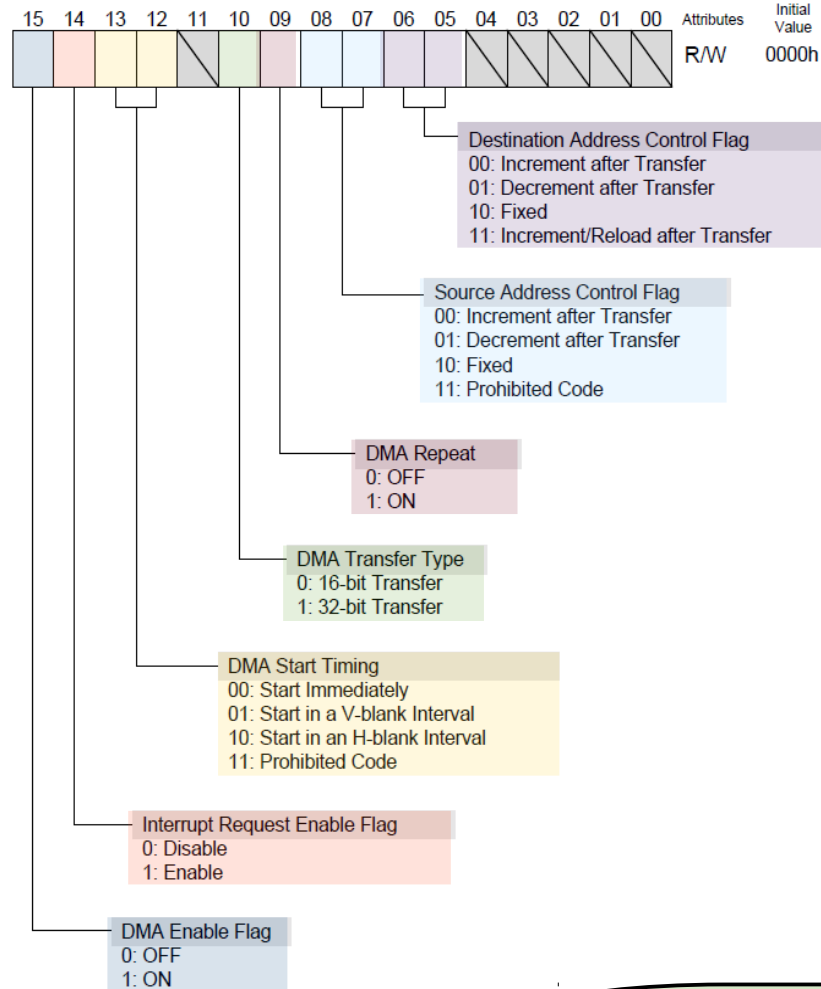 15 14 13 12 11 10 09 08 07 06 05 04 03 02 01 00 Attributes Initial Value
R/W 0000h
Destination Address Control Flag
00: Increment after Transfer
01: Decrement after Transfer
10: Fixed
11: Increment/Reload after Transfer
Source Address Control Flag
00: Increment after Transfer
01: Decrement after Transfer
10: Fixed
11: Prohibited Code
DMA Repeat
0: OFF
1: ON
DMA Transfer Type
0: 16-bit Transfer
1: 32-bit Transfer
DMA Start Timing
00: Start Immediately
01: Start in a V-blank Interval
10: Start in an H-blank Interval
11: Prohibited Code
Interrupt Request Enable Flag
0: Disable
1: Enable
DMA Enable Flag
0: OFF
1: ON